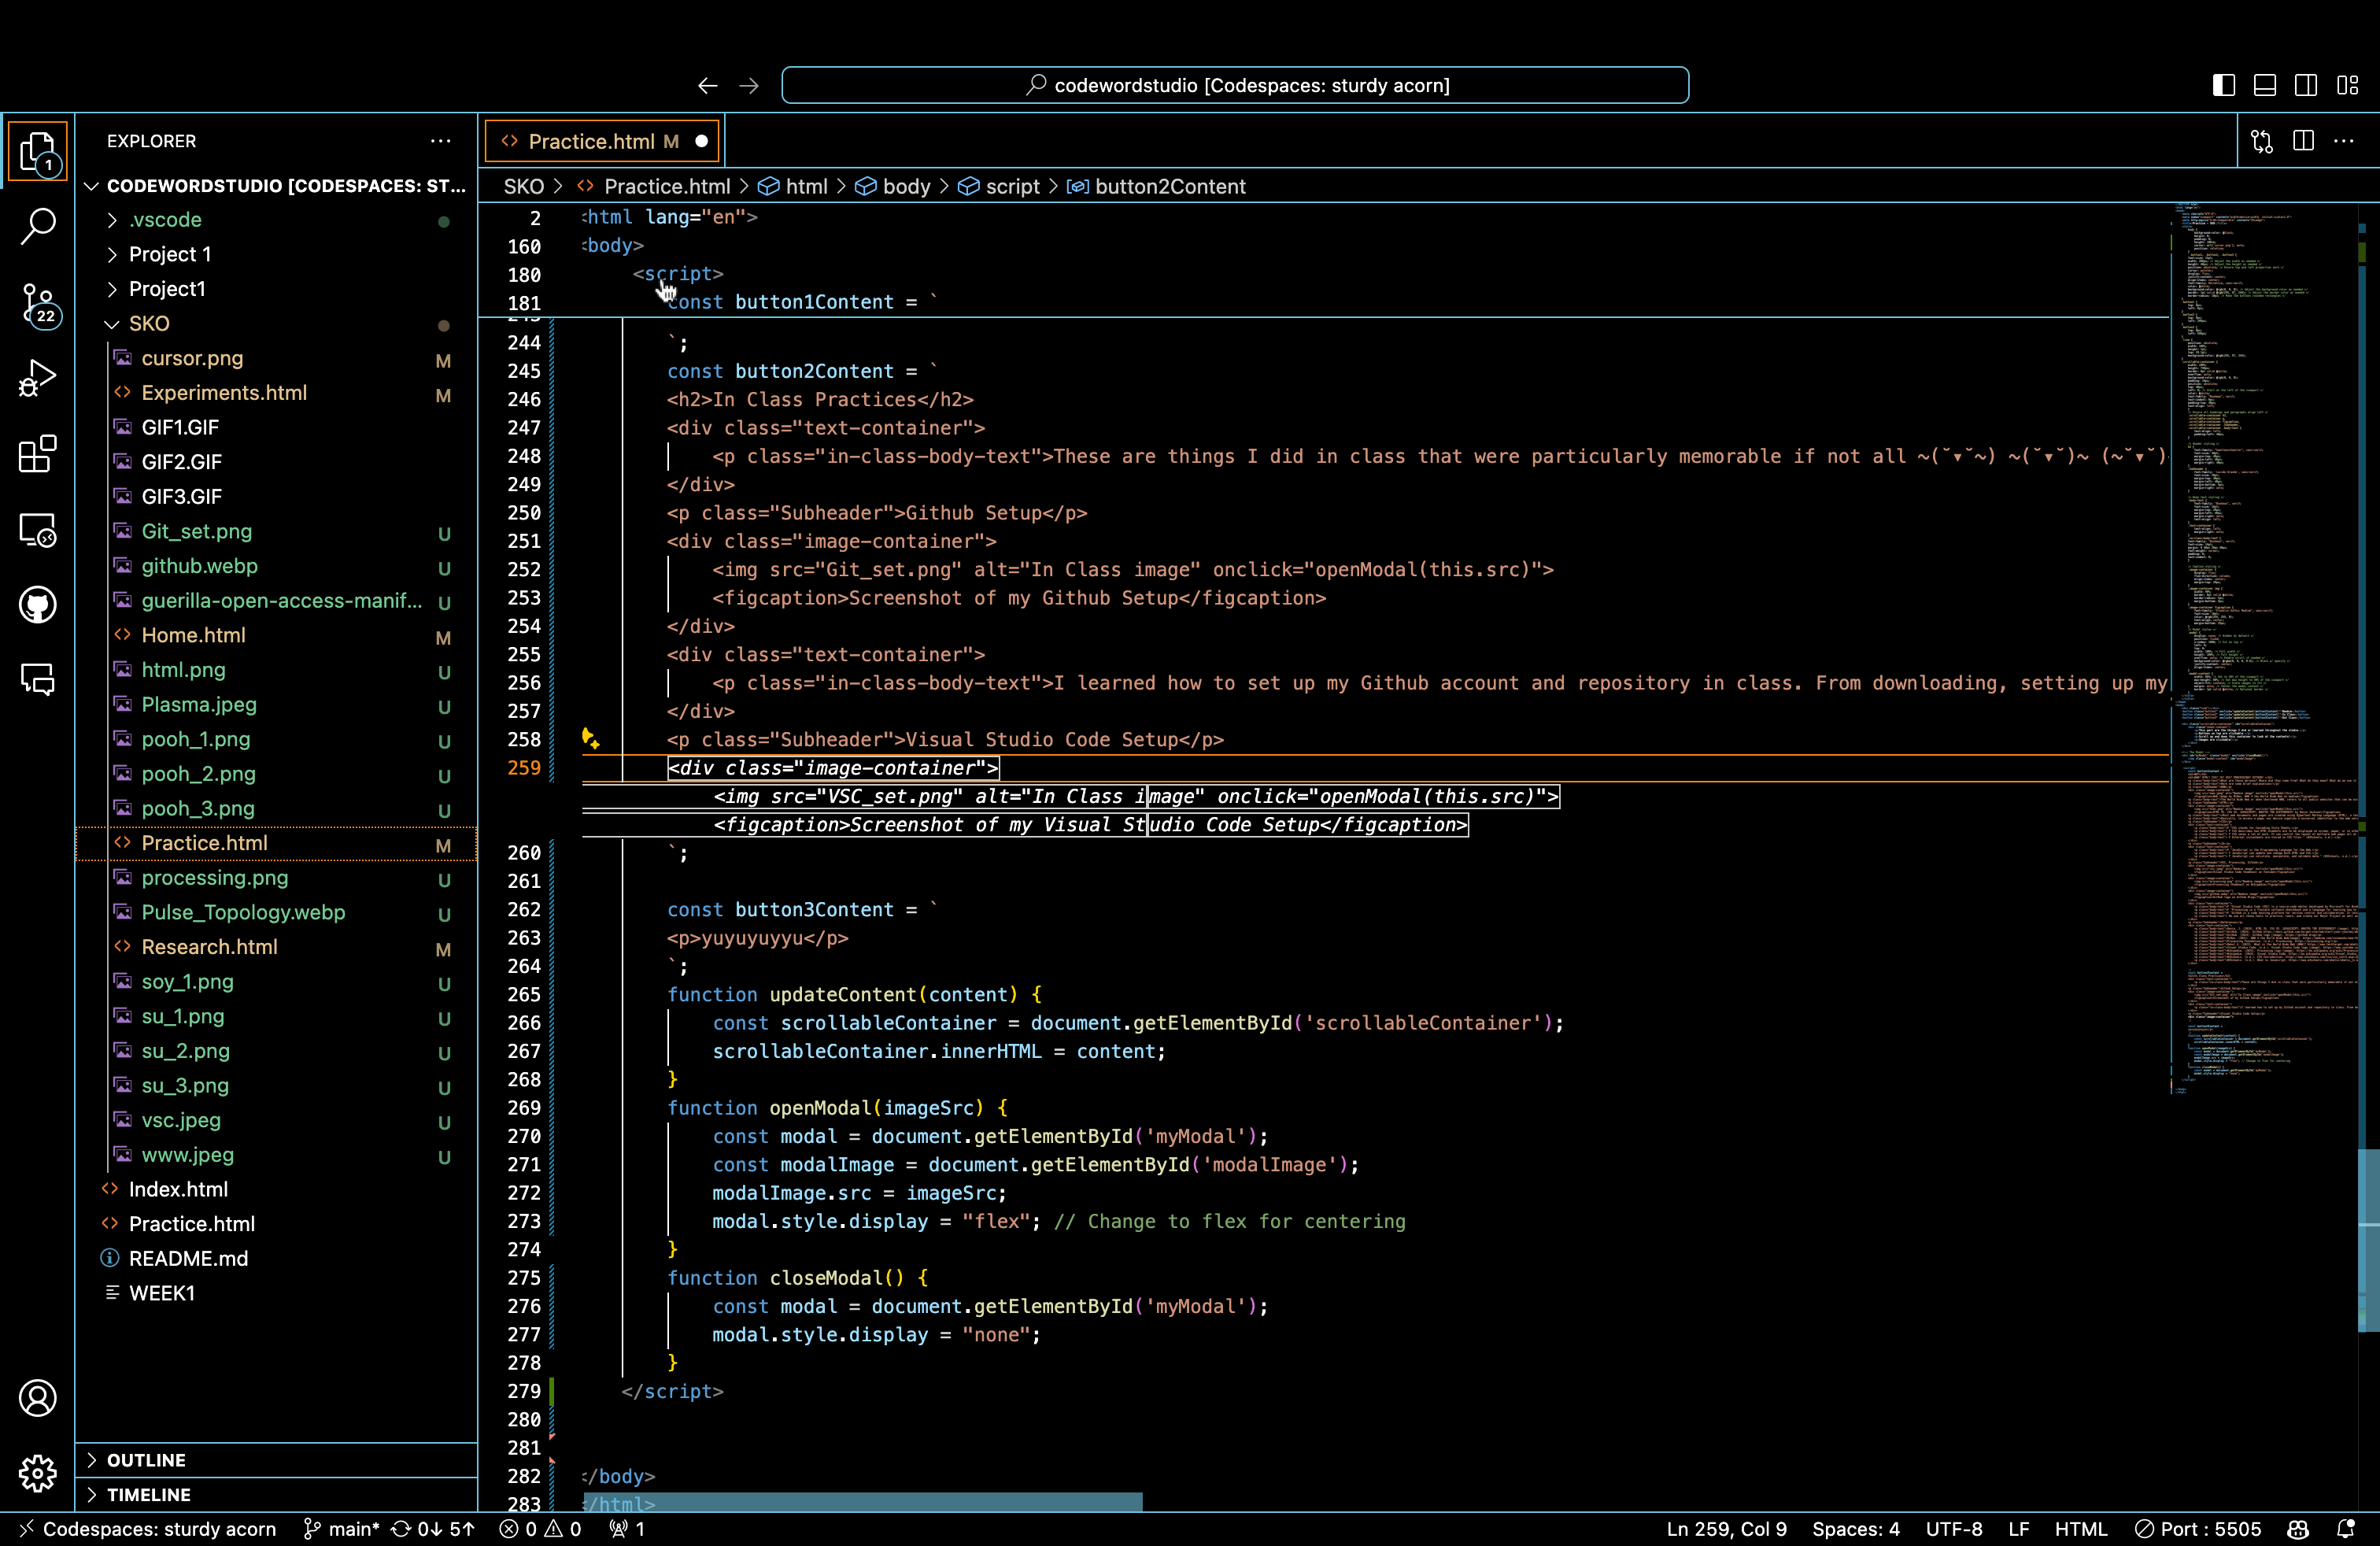 codewordstudio [Codespaces: sturdy acorn]
EXPLORER
Practice.html M
1
CODEWORDSTUDIO [CODESPACES: ST...
SKO > Practice.html > html > body > script > button2Content
.vscode
Project 1
Project1
22
SKO
cursor.png M
Experiments.html M
GIF1.GIF
GIF2.GIF
GIF3.GIF
Git_set.png U
github.webp U
guerilla-open-access-manif... U
Home.html M
html.png U
Plasma.jpeg U
pooh_1.png U
pooh_2.png U
pooh_3.png U
Practice.html M
processing.png U
Pulse_Topology.webp U
Research.html M
soy_1.png U
su_1.png U
su_2.png U
su_3.png U
vsc.jpeg U
www.jpeg U
Index.html
Practice.html
README.md
WEEK1
OUTLINE
TIMELINE
2 <html lang="en">
160 <body>
180 <script>
181 const button1Content = `
244 `;
245 const button2Content = `
246 <h2>In Class Practices</h2>
247 <div class="text-container">
248 <p class="in-class-body-text">These are things I did in class that were particularly memorable if not all ~(˘▾˘~) ~(˘▾˘)~ (~˘▾˘)
249 </div>
250 <p class="Subheader">Github Setup</p>
251 <div class="image-container">
252 <img src="Git_set.png" alt="In Class image" onclick="openModal(this.src)">
253 <figcaption>Screenshot of my Github Setup</figcaption>
254 </div>
255 <div class="text-container">
256 <p class="in-class-body-text">I learned how to set up my Github account and repository in class. From downloading, setting up my
257 </div>
258 <p class="Subheader">Visual Studio Code Setup</p>
259 <div class="image-container">
<img src="VSC_set.png" alt="In Class image" onclick="openModal(this.src)">
<figcaption>Screenshot of my Visual Studio Code Setup</figcaption>
260 `;
261
262 const button3Content = `
263 <p>yuyuyuyyu</p>
264 `;
265 function updateContent(content) {
266 const scrollableContainer = document.getElementById('scrollableContainer');
267 scrollableContainer.innerHTML = content;
268 }
269 function openModal(imageSrc) {
270 const modal = document.getElementById('myModal');
271 const modalImage = document.getElementById('modalImage');
272 modalImage.src = imageSrc;
273 modal.style.display = "flex"; // Change to flex for centering
274 }
275 function closeModal() {
276 const modal = document.getElementById('myModal');
277 modal.style.display = "none";
278 }
279 </script>
280
281
282 </body>
283 </html>
Codespaces: sturdy acorn main* 0↓ 5↑ 0 0 1 Ln 259, Col 9 Spaces: 4 UTF-8 LF HTML Port : 5505